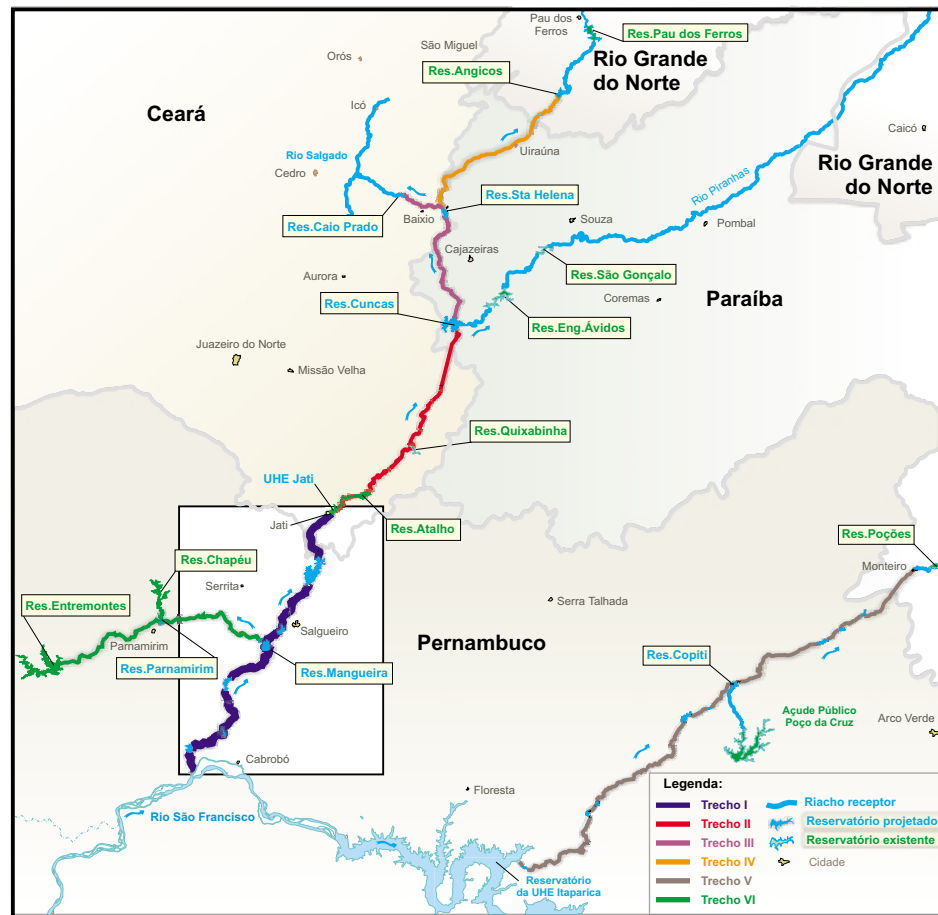 Pau dos
Ferros
Res.Pau dos Ferros
São Miguel
Orós
Rio Grande
do Norte
Res.Angicos
Ceará
Icó
Caicó
Uiraúna
Rio Salgado
Cedro
Rio Grande
do Norte
Rio Piranhas
Res.Sta Helena
Baixio
Res.Caio Prado
Souza
Pombal
Cajazeiras
Res.São Gonçalo
Aurora
Res.Cuncas
Coremas
Paraíba
Res.Eng.Ávidos
Juazeiro do Norte
Missão Velha
Res.Quixabinha
UHE Jati
Jati
Res.Atalho
Res.Poções
Res.Chapéu
Monteiro
Serrita
Res.Entremontes
Serra Talhada
Salgueiro
Parnamirim
Pernambuco
Res.Parnamirim
Res.Mangueira
Res.Copiti
Açude Público
Poço da Cruz
Arco Verde
Cabrobó
Floresta
Rio São Francisco
Reservatório
da UHE Itaparica
Legenda:
Trecho I
Trecho II
Trecho III
Trecho IV
Trecho V
Trecho VI
Riacho receptor
Reservatório projetado
Reservatório existente
Cidade